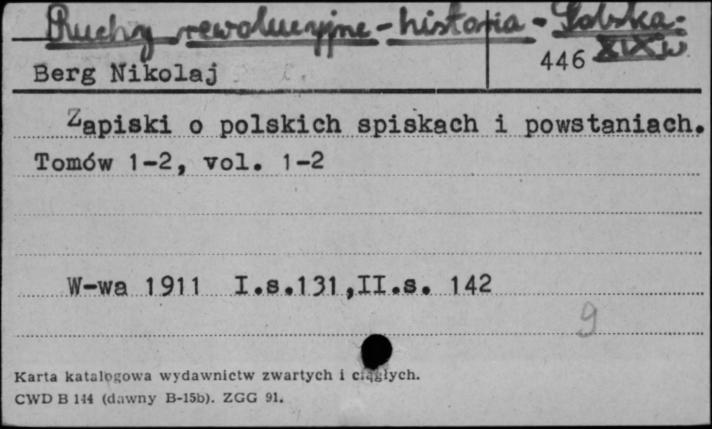 Ruchy rewolucyjne - historia - Polska -
446 XIX w
Berg Nikolaj
Zapiski o polskich spiskach i powstaniach.
Tomów 1-2, vol. 1-2
W-wa 1911 I.s.131,II.s. 142
9
Karta katalogowa wydawnictw zwartych i ciągłych.
CWD B 144 (dawny B-15b). ZGG 91.